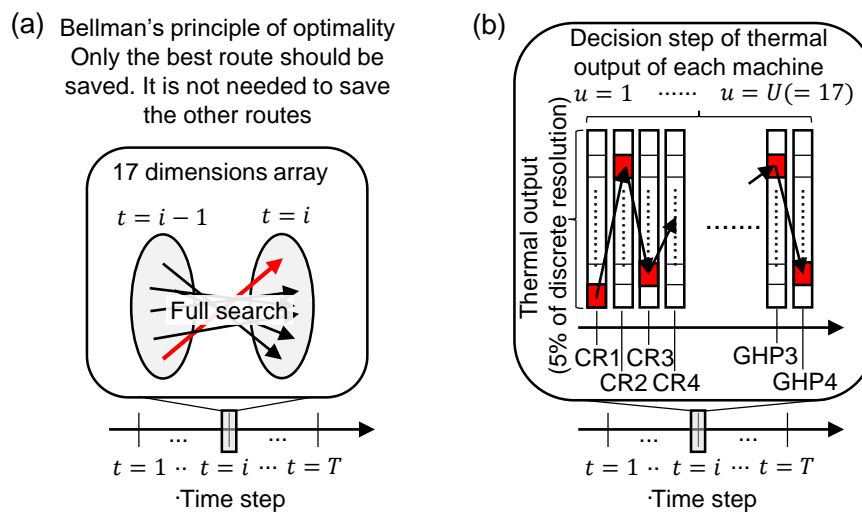 (a)
Bellman's principle of optimality
Only the best route should be
saved. It is not needed to save
the other routes
17 dimensions array
t = i − 1
t = i
Full search
... ...
t = 1 ·· t = i ··· t = T
·Time step
(b)
Decision step of thermal
output of each machine
u = 1 ······ u = U(= 17)
Thermal output
(5% of discrete resolution)
.......
CR1 CR3 GHP3
CR2 CR4 GHP4
... ...
t = 1 ·· t = i ··· t = T
·Time step